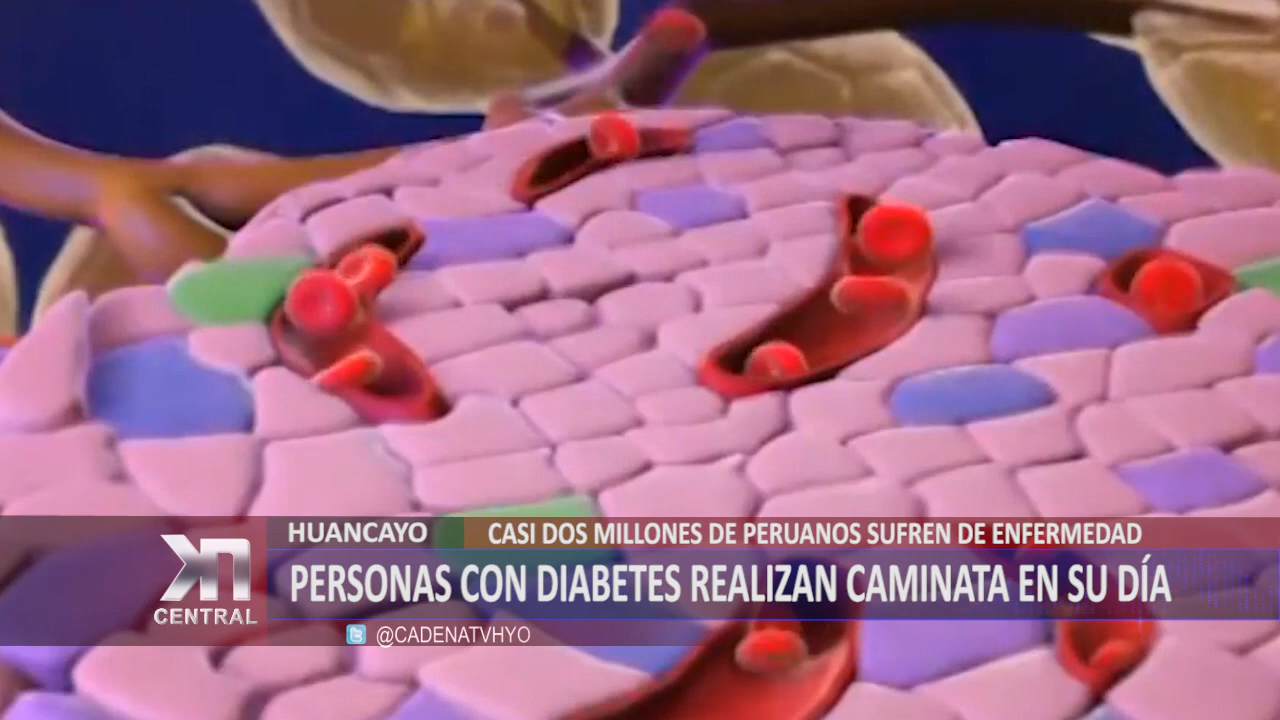 HUANCAYO
CASI DOS MILLONES DE PERUANOS SUFREN DE ENFERMEDAD
PERSONAS CON DIABETES REALIZAN CAMINATA EN SU DÍA
CENTRAL
@CADENATVHYO